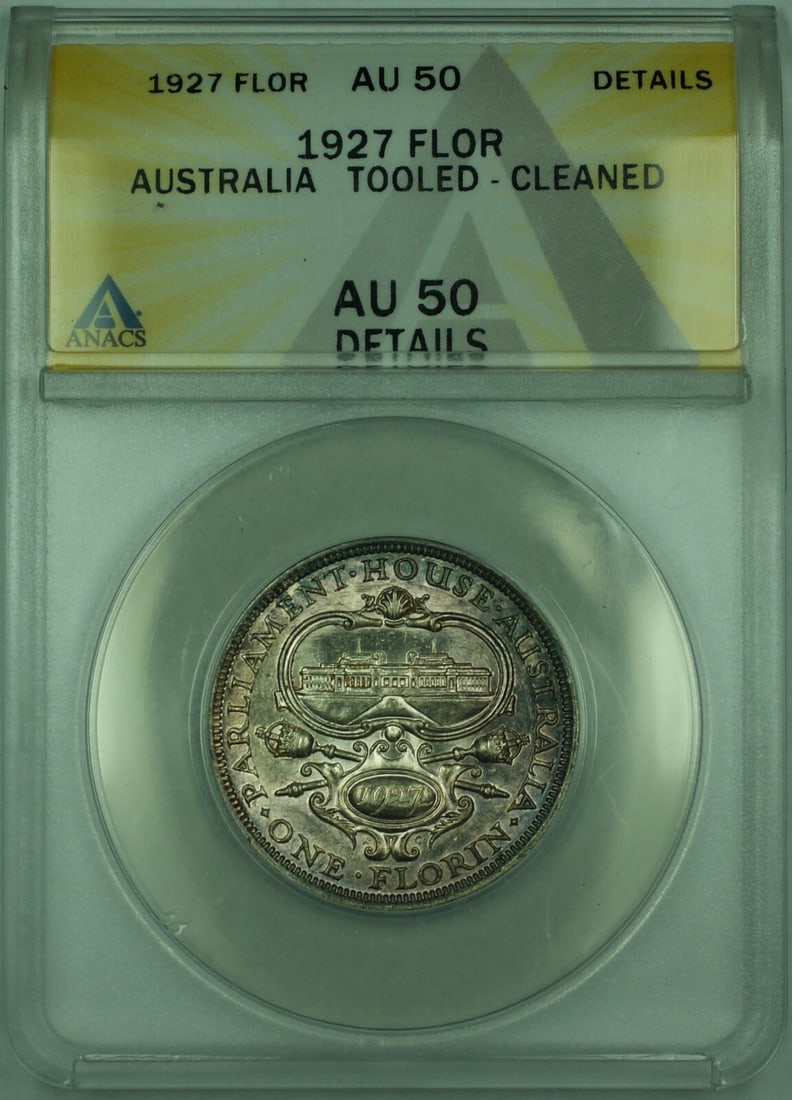 1927 FLOR AU 50 DETAILS
1927 FLOR
AUSTRALIA TOOLED - CLEANED
AU 50
DETAILS
ANACS
PARLIAMENT · HOUSE · AUSTRALIA
1927
· ONE · FLORIN ·